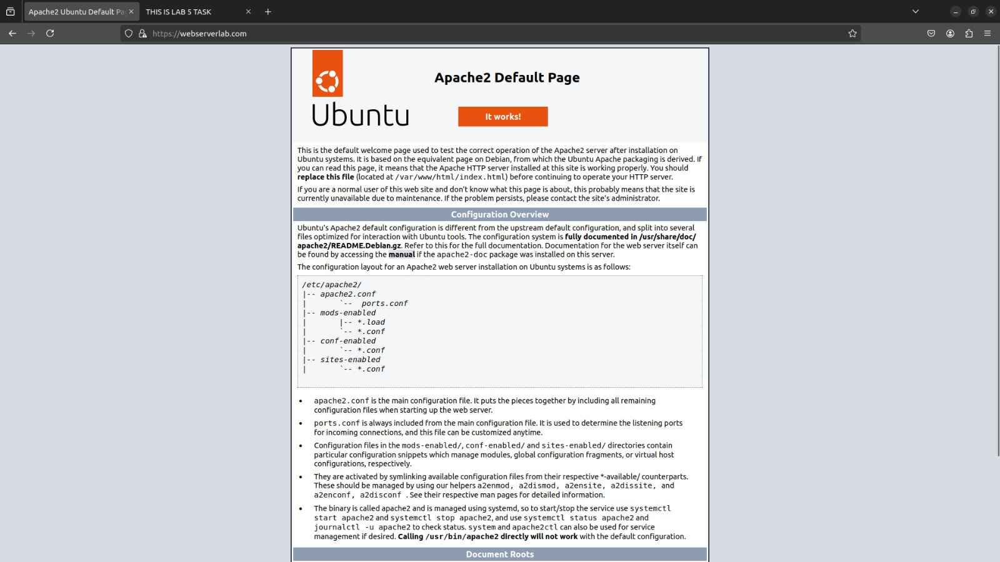 Apache2 Ubuntu Default Pa
THIS IS LAB 5 TASK
https://webserverlab.com
Apache2 Default Page
Ubuntu
It works!
This is the default welcome page used to test the correct operation of the Apache2 server after installation on
Ubuntu systems. It is based on the equivalent page on Debian, from which the Ubuntu Apache packaging is derived. If
you can read this page, it means that the Apache HTTP server installed at this site is working properly. You should
replace this file (located at /var/www/html/index.html) before continuing to operate your HTTP server.
If you are a normal user of this web site and don't know what this page is about, this probably means that the site is
currently unavailable due to maintenance. If the problem persists, please contact the site's administrator.
Configuration Overview
Ubuntu's Apache2 default configuration is different from the upstream default configuration, and split into several
files optimized for interaction with Ubuntu tools. The configuration system is fully documented in /usr/share/doc/
apache2/README.Debian.gz. Refer to this for the full documentation. Documentation for the web server itself can
be found by accessing the manual if the apache2-doc package was installed on this server.
The configuration layout for an Apache2 web server installation on Ubuntu systems is as follows:
/etc/apache2/
|-- apache2.conf
|       `--  ports.conf
|-- mods-enabled
|       |-- *.load
|       `-- *.conf
|-- conf-enabled
|       `-- *.conf
|-- sites-enabled
|       `-- *.conf
• apache2.conf is the main configuration file. It puts the pieces together by including all remaining
configuration files when starting up the web server.
• ports.conf is always included from the main configuration file. It is used to determine the listening ports
for incoming connections, and this file can be customized anytime.
• Configuration files in the mods-enabled/, conf-enabled/ and sites-enabled/ directories contain
particular configuration snippets which manage modules, global configuration fragments, or virtual host
configurations, respectively.
• They are activated by symlinking available configuration files from their respective *-available/ counterparts.
These should be managed by using our helpers a2enmod, a2dismod, a2ensite, a2dissite, and
a2enconf, a2disconf . See their respective man pages for detailed information.
• The binary is called apache2 and is managed using systemd, so to start/stop the service use systemctl
start apache2 and systemctl stop apache2, and use systemctl status apache2 and
journalctl -u apache2 to check status. system and apache2ctl can also be used for service
management if desired. Calling /usr/bin/apache2 directly will not work with the default configuration.
Document Roots